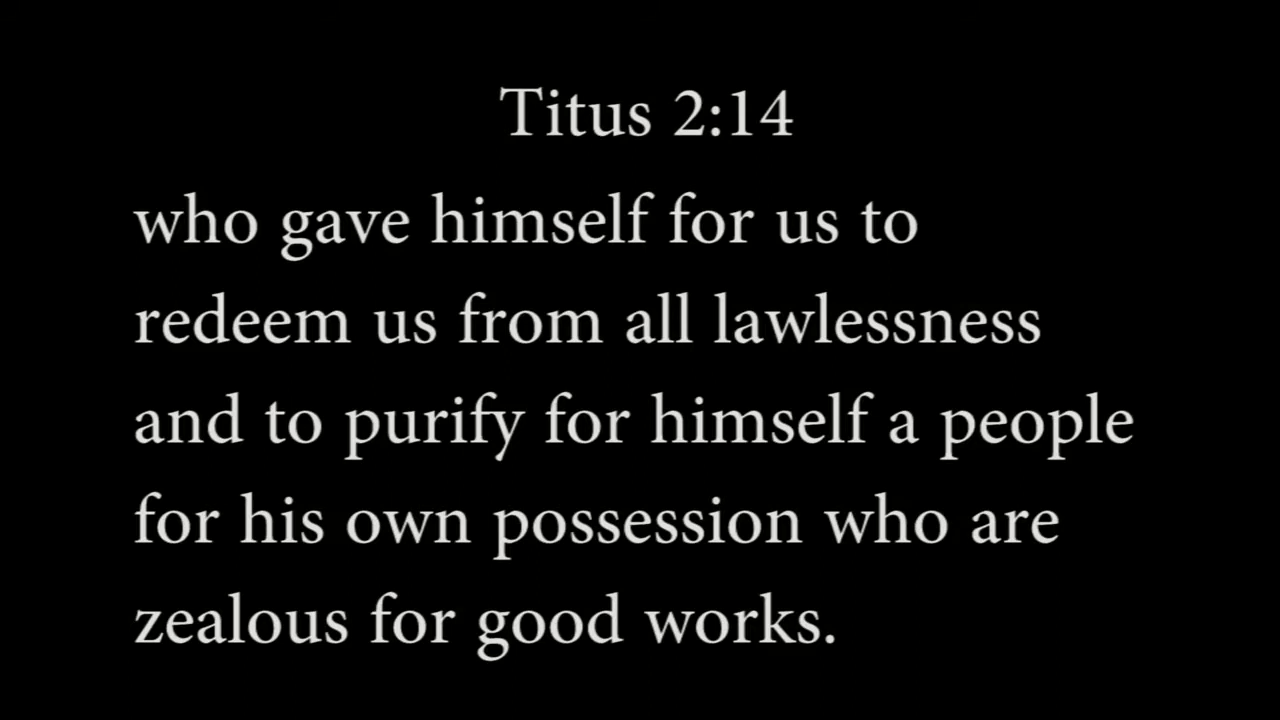 Titus 2:14
who gave himself for us to
redeem us from all lawlessness
and to purify for himself a people
for his own possession who are
zealous for good works.